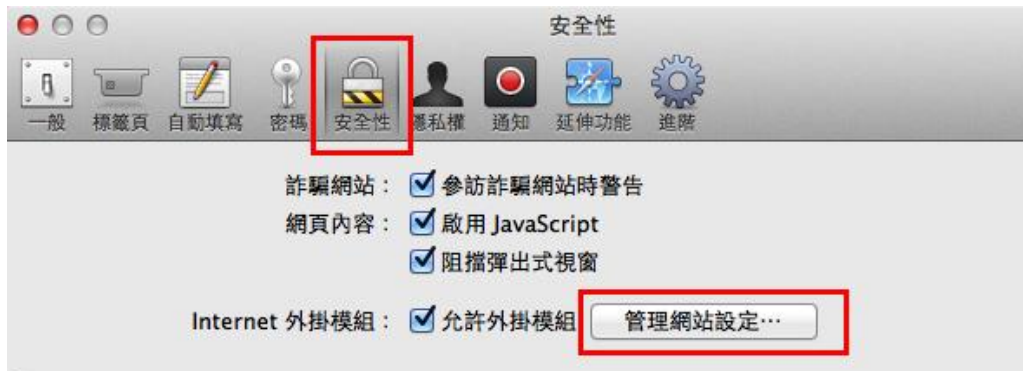 安全性
一般 標籤頁 自動填寫 密碼 安全性 隱私權 通知 延伸功能 進階
詐騙網站： 參訪詐騙網站時警告
網頁內容： 啟用 JavaScript
阻擋彈出式視窗
Internet 外掛模組： 允許外掛模組 管理網站設定⋯